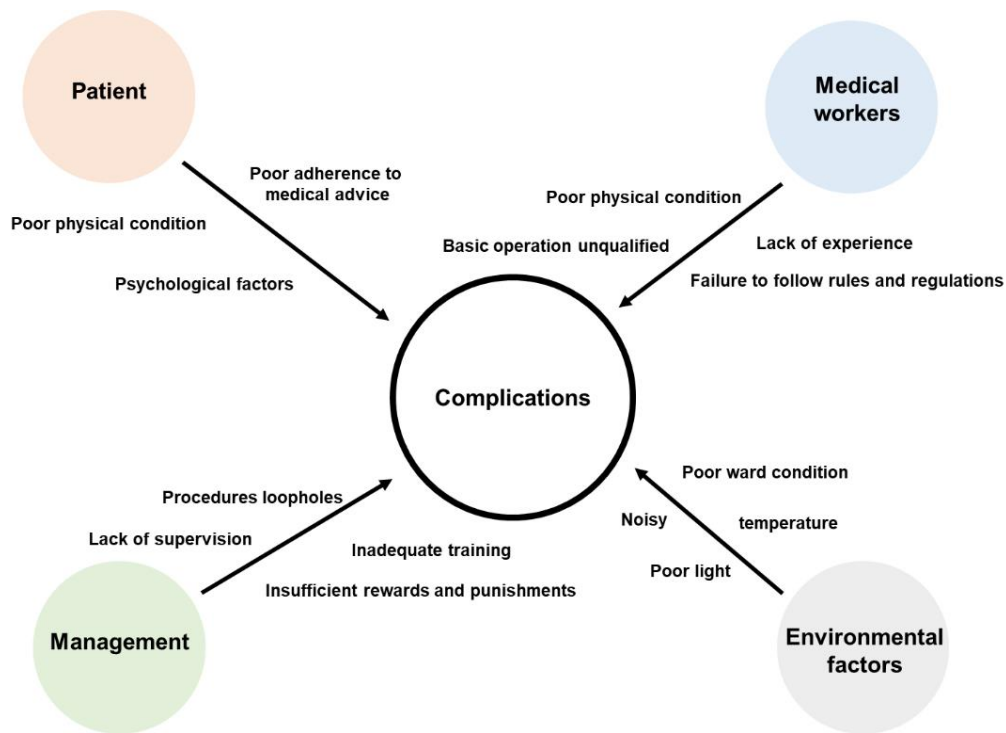 Patient
Medical
workers
Poor adherence to
medical advice
Poor physical condition
Psychological factors
Poor physical condition
Basic operation unqualified
Lack of experience
Failure to follow rules and regulations
Complications
Procedures loopholes
Lack of supervision
Inadequate training
Insufficient rewards and punishments
Poor ward condition
Noisy
temperature
Poor light
Management
Environmental
factors